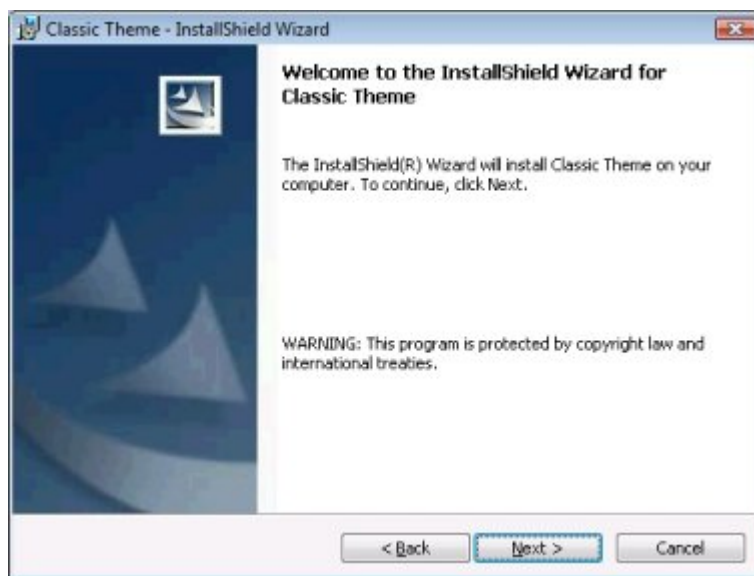 Classic Theme - InstallShield Wizard
Welcome to the InstallShield Wizard for
Classic Theme
The InstallShield(R) Wizard will install Classic Theme on your
computer. To continue, click Next.
WARNING: This program is protected by copyright law and
international treaties.
< Back Next > Cancel